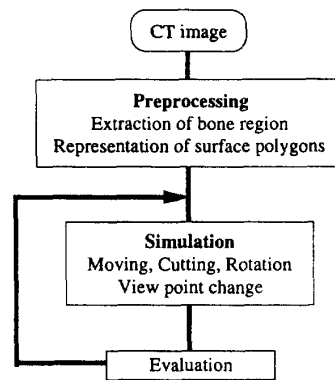 CT image
Preprocessing
Extraction of bone region
Representation of surface polygons
Simulation
Moving, Cutting, Rotation
View point change
Evaluation